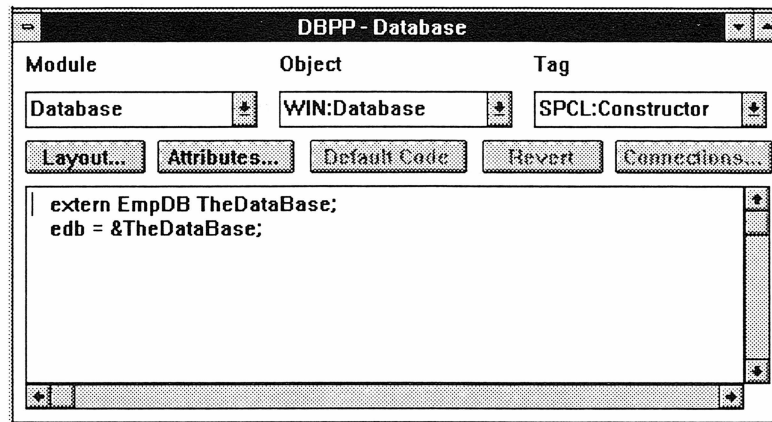 DBPP - Database
Module Object Tag
Database WIN:Database SPCL:Constructor
Layout... Attributes... Default Code Revert Connections...
extern EmpDB TheDataBase;
edb = &TheDataBase;